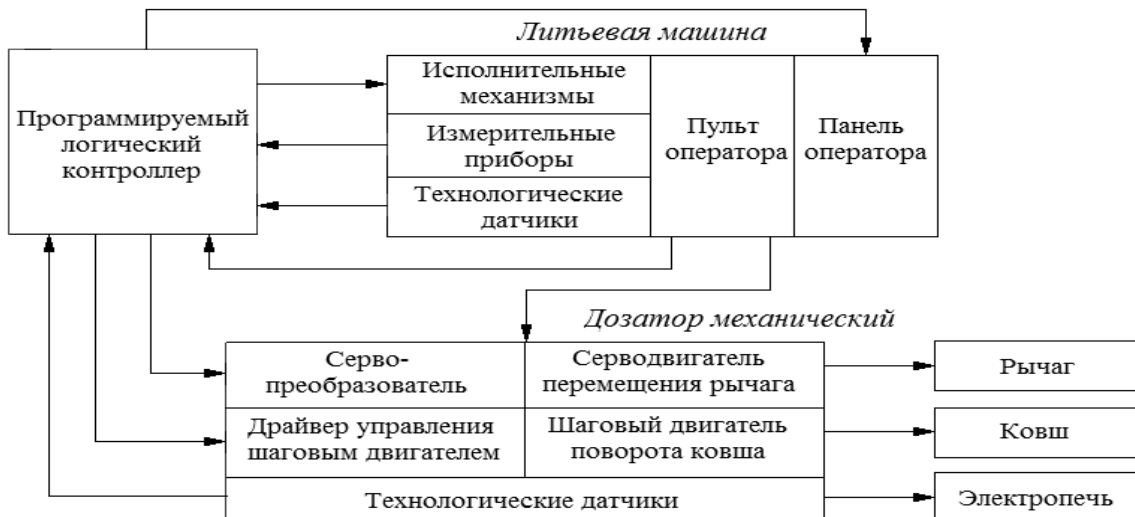 Литьевая машина
Программируемый
логический
контроллер
Исполнительные
механизмы
Измерительные
приборы
Технологические
датчики
Пульт
оператора
Панель
оператора
Дозатор механический
Серво-
преобразователь
Серводвигатель
перемещения рычага
Драйвер управления
шаговым двигателем
Шаговый двигатель
поворота ковша
Технологические датчики
Рычаг
Ковш
Электропечь